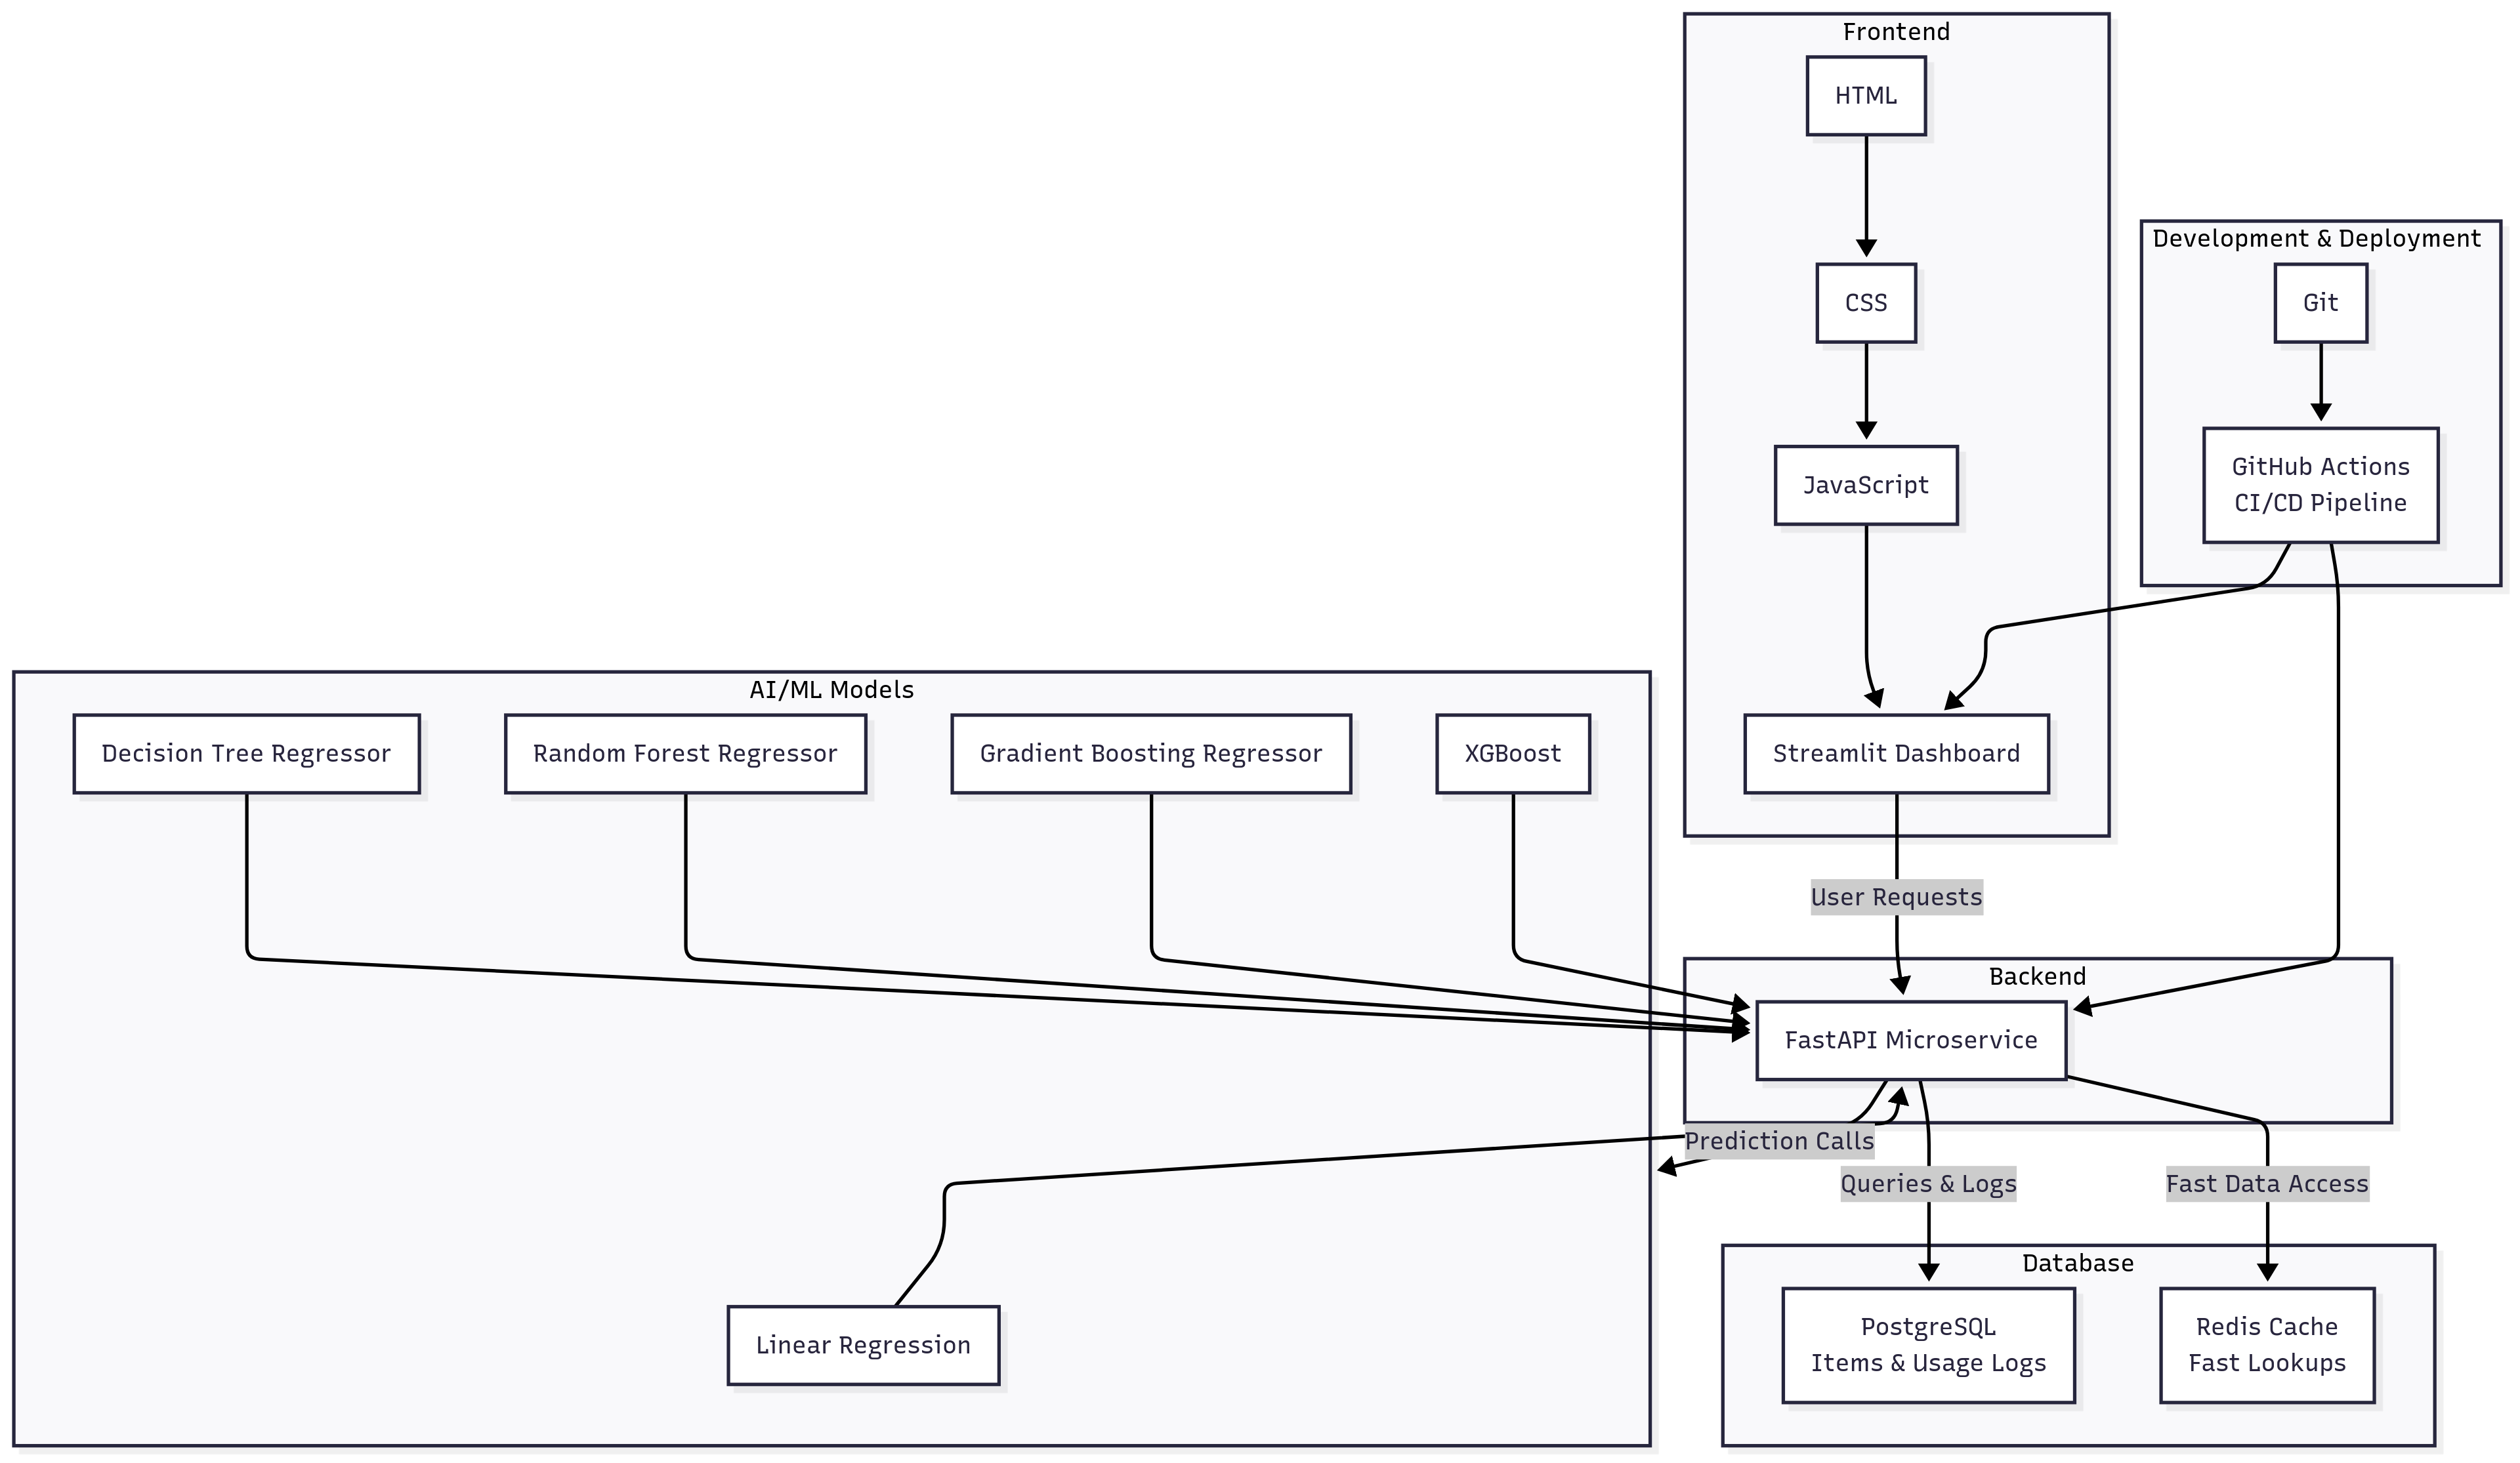 Frontend
HTML
CSS
JavaScript
Streamlit Dashboard
Development & Deployment
Git
GitHub Actions
CI/CD Pipeline
AI/ML Models
Decision Tree Regressor
Random Forest Regressor
Gradient Boosting Regressor
XGBoost
Linear Regression
User Requests
Backend
FastAPI Microservice
Prediction Calls
Queries & Logs
Fast Data Access
Database
PostgreSQL
Items & Usage Logs
Redis Cache
Fast Lookups